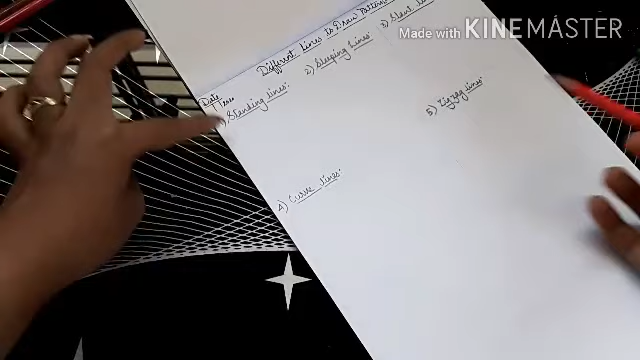 Made with KINEMASTER
Different Lines to Draw Pattern
Date
1) Standing Lines:
2) Sleeping Lines:
3) Slant
4) Curve lines:
5) Zigzag lines: